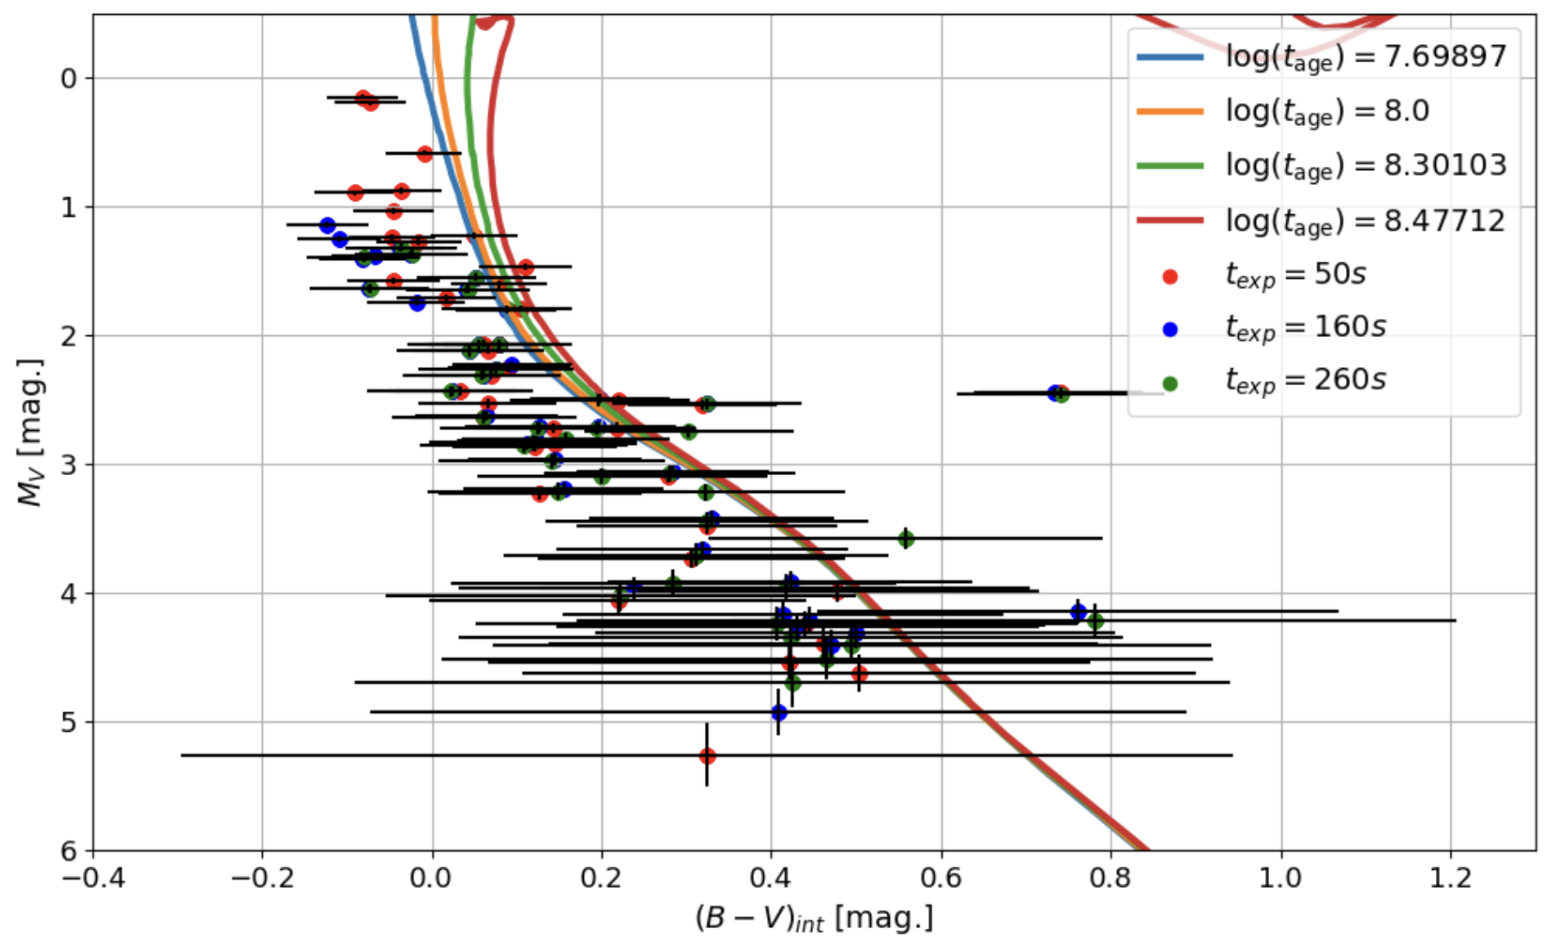 log(t_age) = 7.69897
log(t_age) = 8.0
log(t_age) = 8.30103
log(t_age) = 8.47712
t_exp = 50s
t_exp = 160s
t_exp = 260s
0
1
2
3
4
5
6
M_V [mag.]
−0.4 −0.2 0.0 0.2 0.4 0.6 0.8 1.0 1.2
(B − V)_int [mag.]